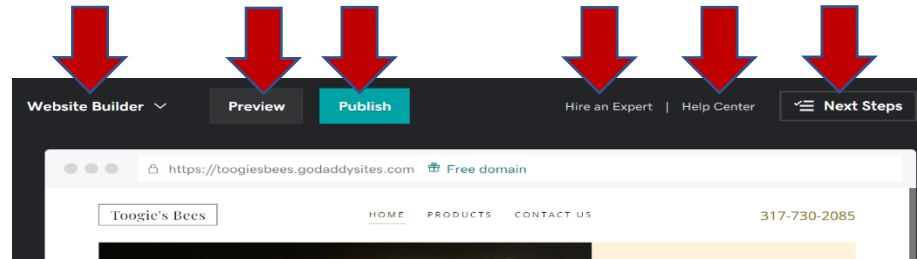 Website Builder Preview Publish Hire an Expert | Help Center Next Steps
https://toogiesbees.godaddysites.com Free domain
Toogie's Bees HOME PRODUCTS CONTACT US 317-730-2085